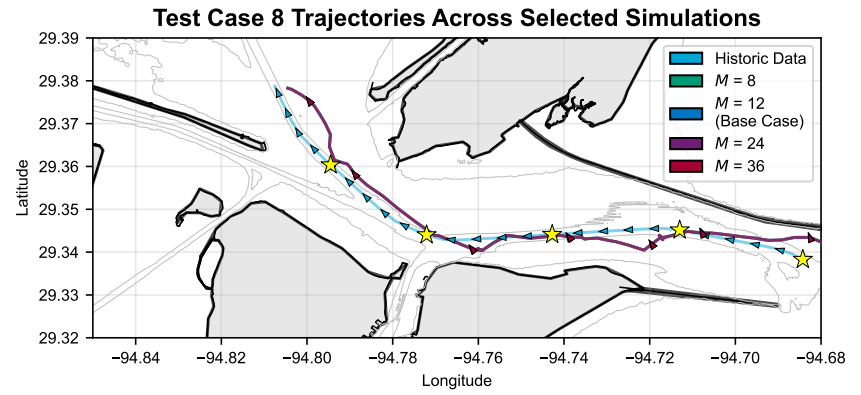 Test Case 8 Trajectories Across Selected Simulations
29.39
29.38
29.37
29.36
29.35
29.34
29.33
29.32
Latitude
Historic Data
M = 8
M = 12
(Base Case)
M = 24
M = 36
−94.84 −94.82 −94.80 −94.78 −94.76 −94.74 −94.72 −94.70 −94.68
Longitude